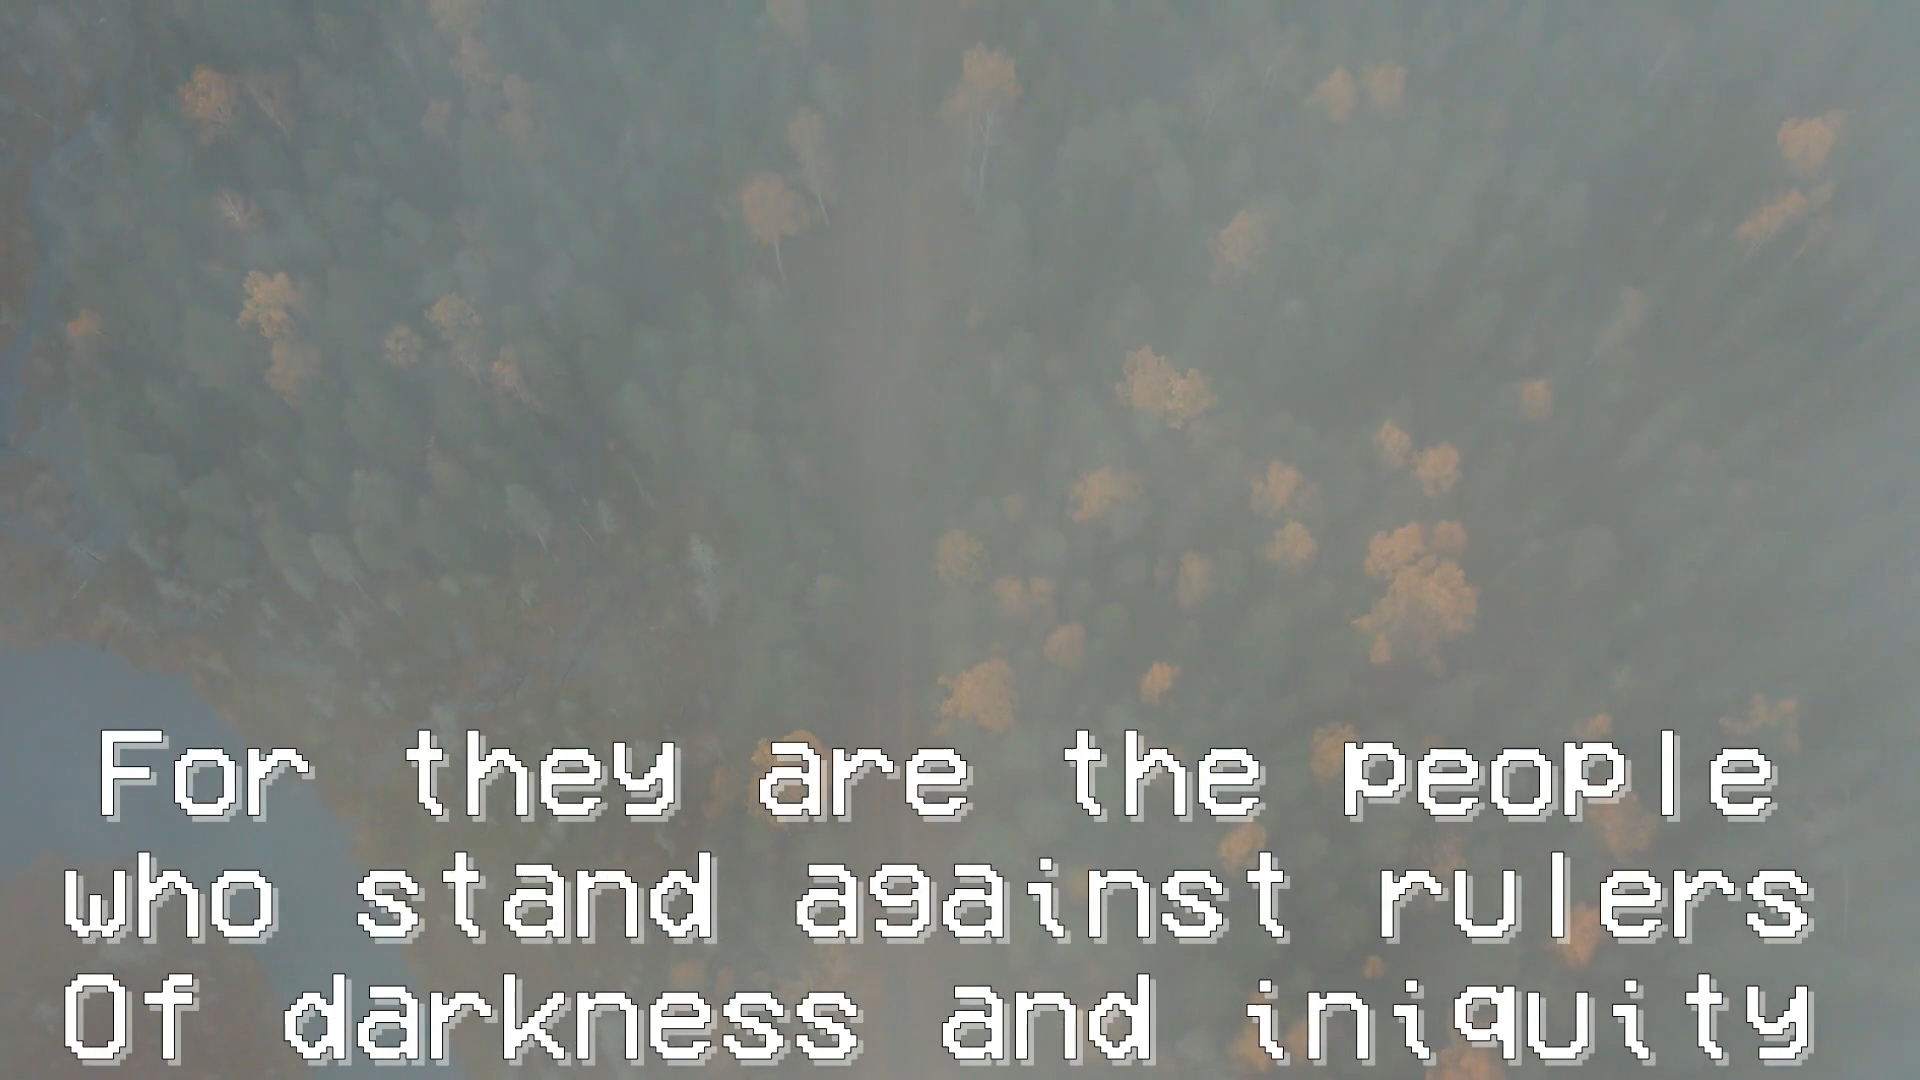 For they are the people
who stand against rulers
Of darkness and iniquity